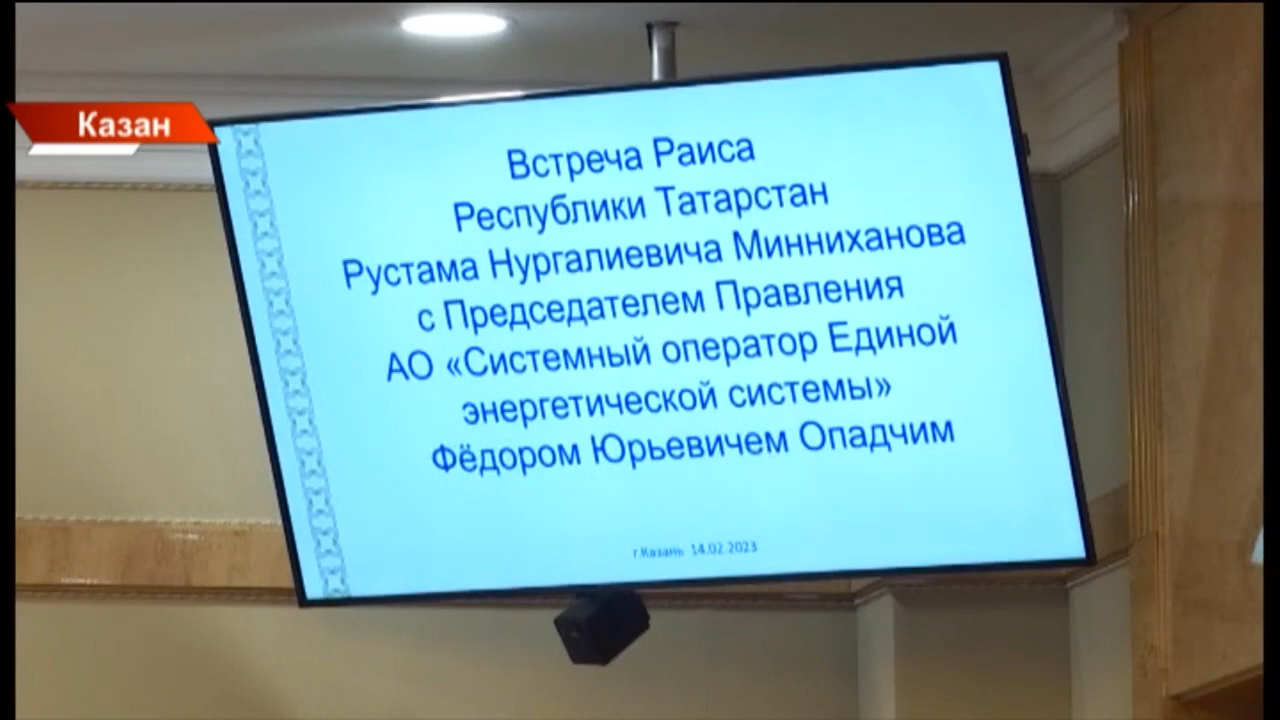 Казан
Встреча Раиса
Республики Татарстан
Рустама Нургалиевича Минниханова
с Председателем Правления
АО «Системный оператор Единой
энергетической системы»
Фёдором Юрьевичем Опадчим
г.Казань 14.02.2023